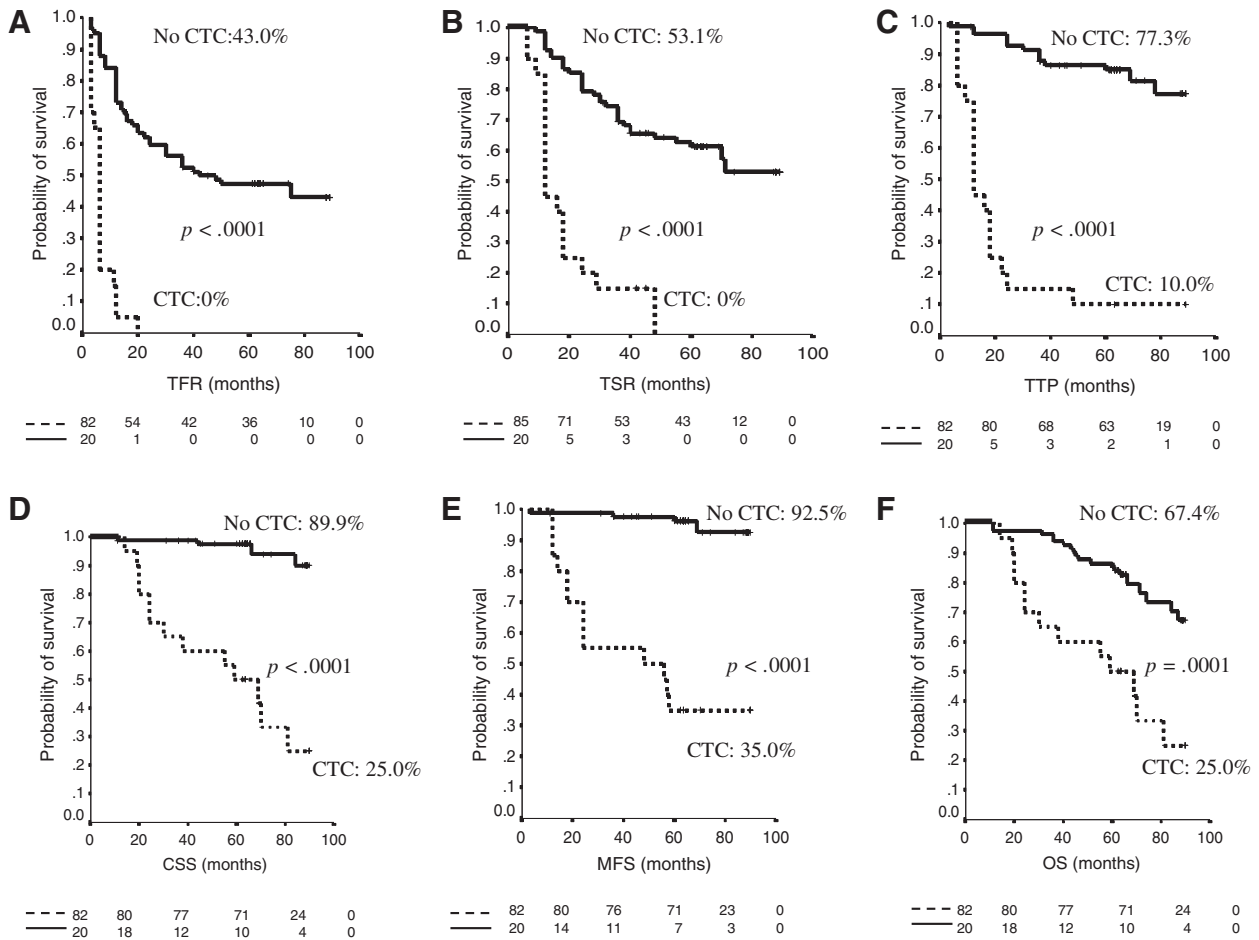 A
Probability of survival
1.0
.9
.8
.7
.6
.5
.4
.3
.2
.1
0.0
No CTC:43.0%
p < .0001
CTC:0%
0 20 40 60 80 100
TFR (months)
82 54 42 36 10 0
20 1 0 0 0 0
B
Probability of survival
1.0
.9
.8
.7
.6
.5
.4
.3
.2
.1
0.0
No CTC: 53.1%
p < .0001
CTC: 0%
0 20 40 60 80 100
TSR (months)
85 71 53 43 12 0
20 5 3 0 0 0
C
Probability of survival
1.0
.9
.8
.7
.6
.5
.4
.3
.2
.1
0.0
No CTC: 77.3%
p < .0001
CTC: 10.0%
0 20 40 60 80 100
TTP (months)
82 80 68 63 19 0
20 5 3 2 1 0
D
Probability of survival
1.0
.9
.8
.7
.6
.5
.4
.3
.2
.1
0.0
No CTC: 89.9%
p < .0001
CTC: 25.0%
0 20 40 60 80 100
CSS (months)
82 80 77 71 24 0
20 18 12 10 4 0
E
Probability of survival
1.0
.9
.8
.7
.6
.5
.4
.3
.2
.1
0.0
No CTC: 92.5%
p < .0001
CTC: 35.0%
0 20 40 60 80 100
MFS (months)
82 80 76 71 23 0
20 14 11 7 3 0
F
Probability of survival
1.0
.9
.8
.7
.6
.5
.4
.3
.2
.1
0.0
No CTC: 67.4%
p = .0001
CTC: 25.0%
0 20 40 60 80 100
OS (months)
82 80 77 71 24 0
20 18 12 10 4 0